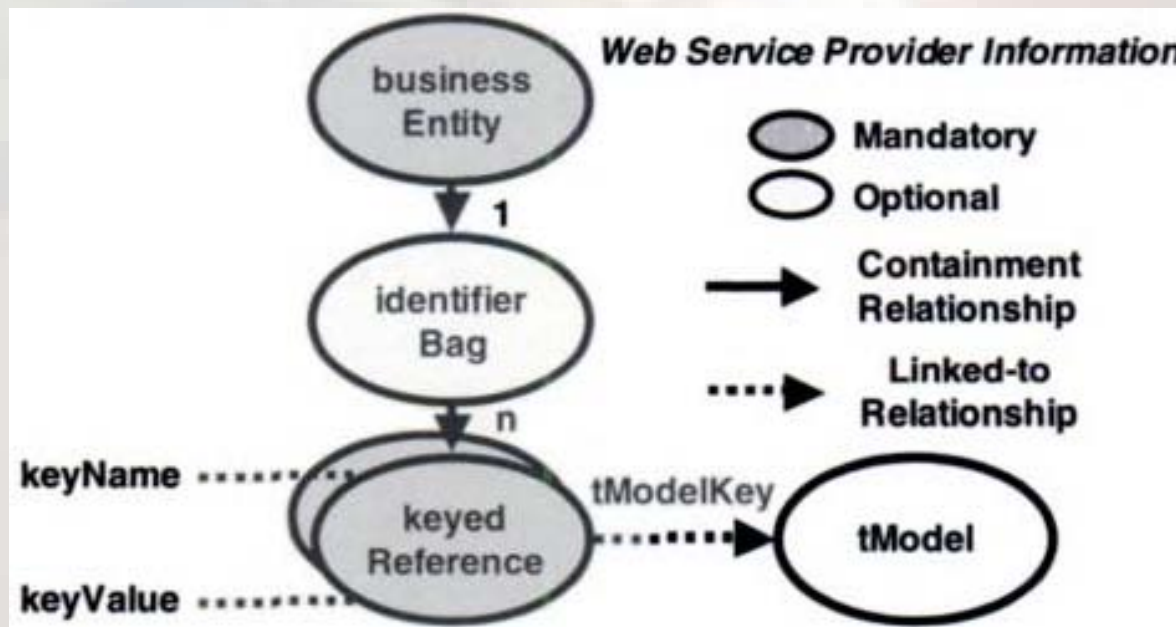 Web Service Provider Information
business
Entity
Mandatory
Optional
1
identifier
Bag
Containment
Relationship
Linked-to
Relationship
n
keyName
keyed
Reference
tModelKey
tModel
keyValue